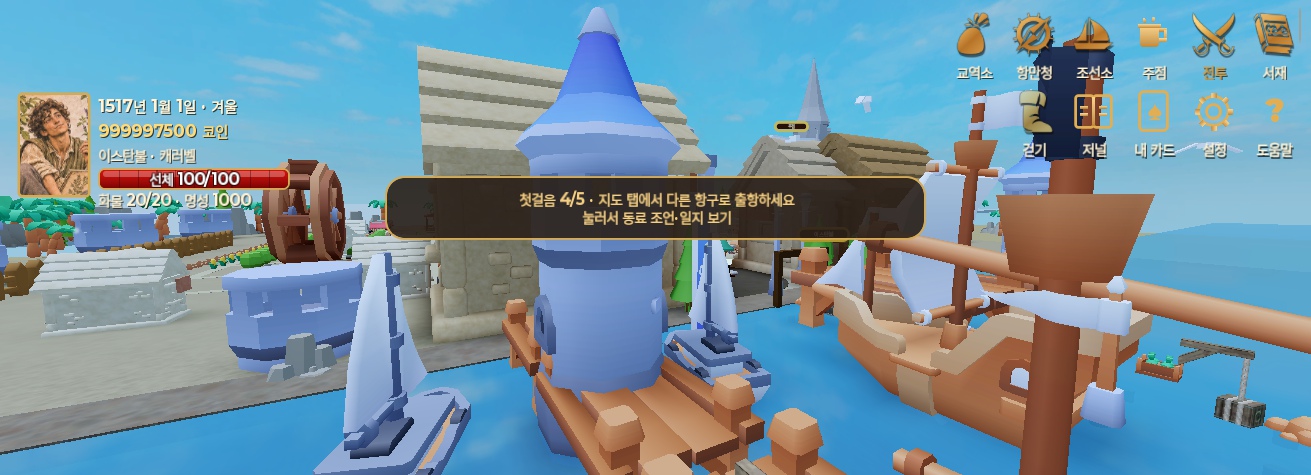 교역소 항만청 조선소 주점 전투 서재
걷기 저널 내 카드 설정 도움말
1517년 1월 1일 · 겨울
999997500 코인
이스탄불 · 캐러벨
선체 100/100
화물 20/20 · 명성 1000
첫걸음 4/5 · 지도 탭에서 다른 항구로 출항하세요
눌러서 동료 조언·일지 보기